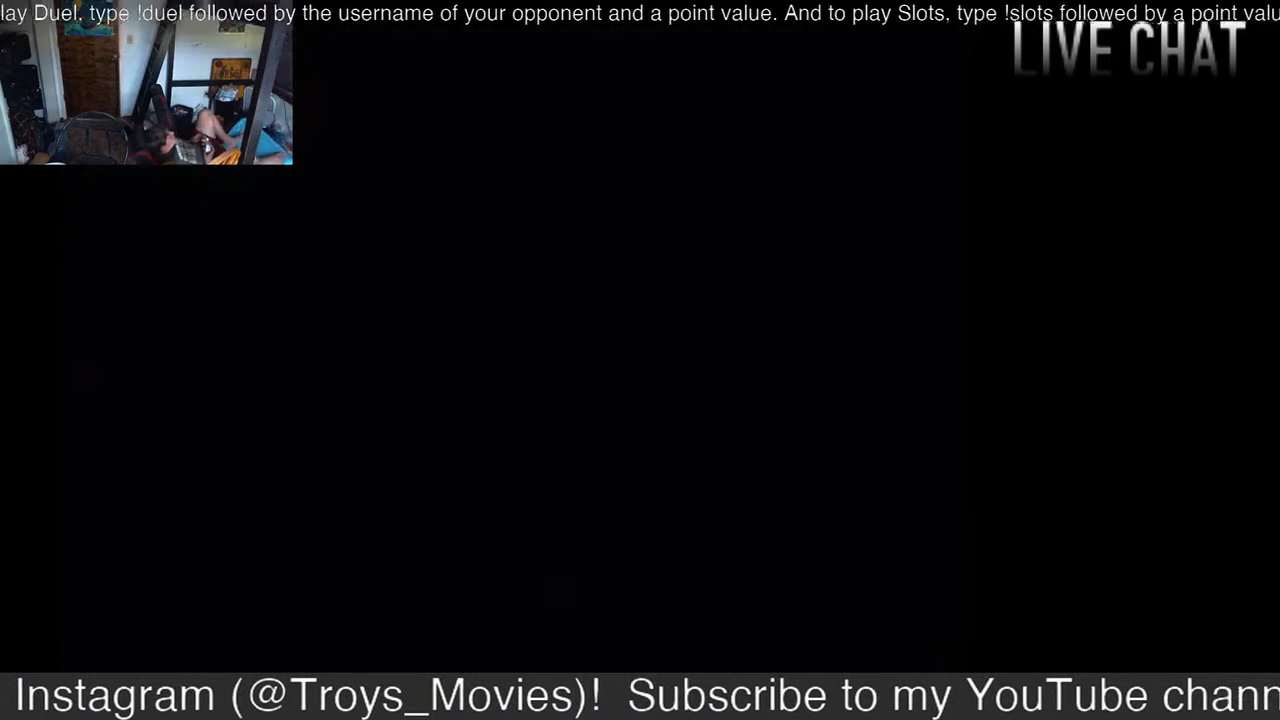 lay Duel, type !duel followed by the username of your opponent and a point value. And to play Slots, type !slots followed by a point valu
LIVE CHAT
Instagram (@Troys_Movies)!  Subscribe to my YouTube chann